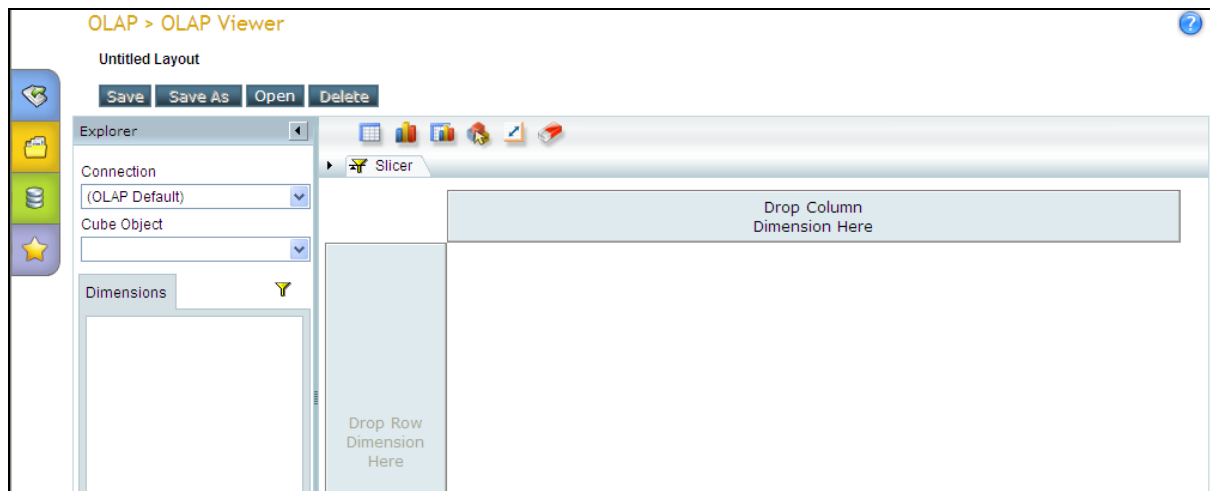 OLAP > OLAP Viewer
Untitled Layout
Save Save As Open Delete
Explorer
Connection
(OLAP Default)
Cube Object
Dimensions
Slicer
Drop Column
Dimension Here
Drop Row
Dimension
Here